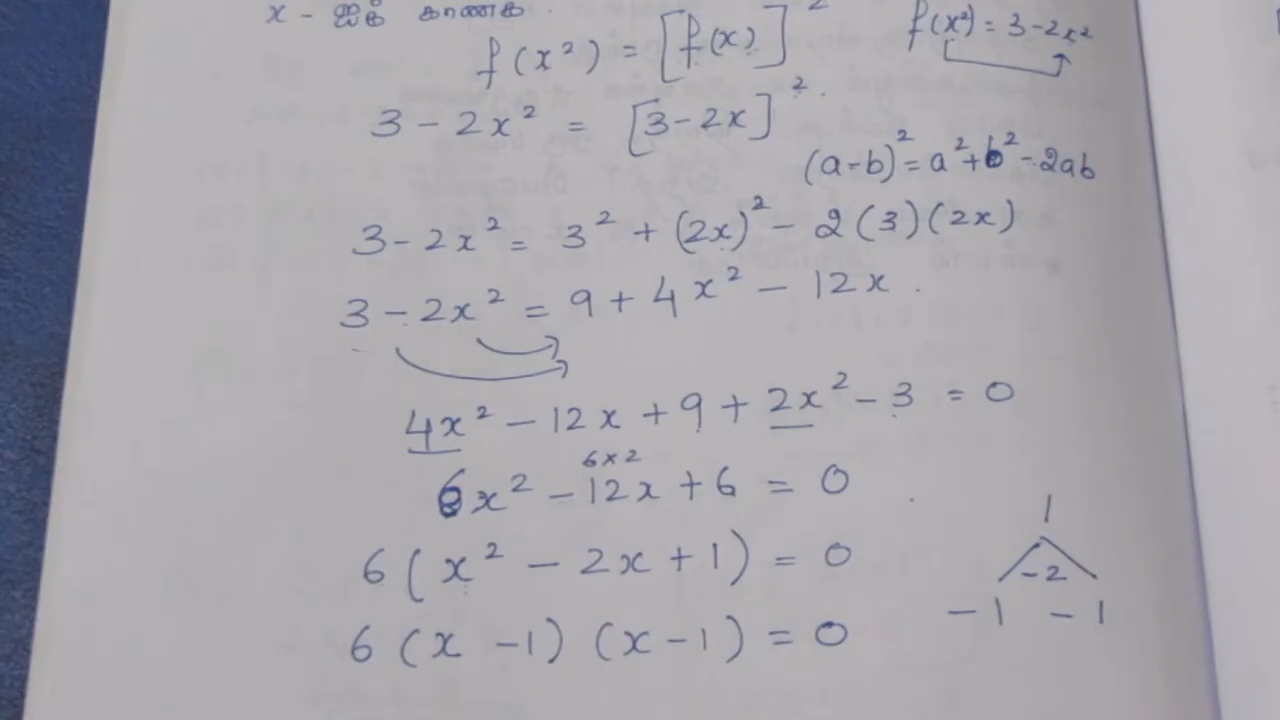 x - ஐக் காண்க.
f(x²) = [f(x)]²
f(x²) = 3-2x²
3 - 2x² = [3-2x]².
(a-b)² = a²+b²-2ab
3-2x² = 3² + (2x)² - 2(3)(2x)
3 - 2x² = 9 + 4x² - 12x.
4x² - 12x + 9 + 2x² - 3 = 0
6×2
6x² - 12x + 6 = 0
1
6(x² - 2x + 1) = 0
-2
-1 -1
6(x -1)(x-1) = 0